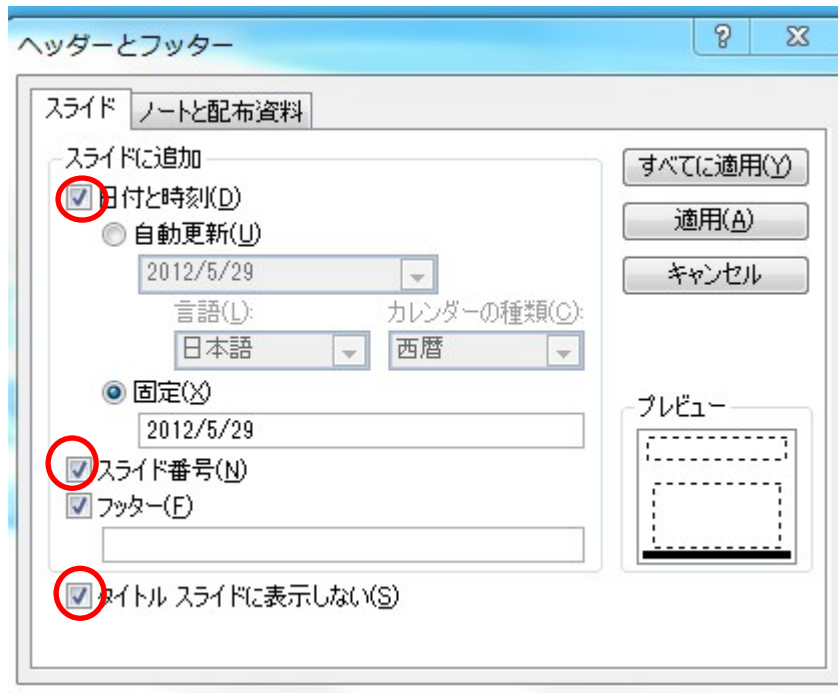 ヘッダーとフッター
スライド
ノートと配布資料
スライドに追加
日付と時刻(D)
自動更新(U)
2012/5/29
言語(L):
カレンダーの種類(C):
日本語
西暦
固定(X)
2012/5/29
スライド番号(N)
フッター(F)
タイトル スライドに表示しない(S)
すべてに適用(Y)
適用(A)
キャンセル
プレビュー